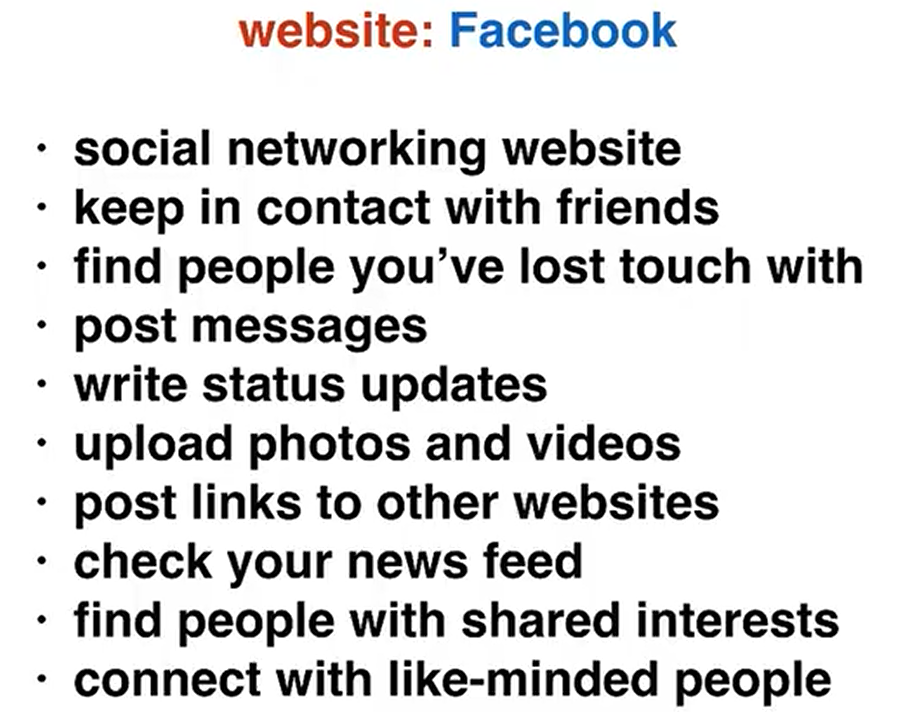 website: Facebook
· social networking website
· keep in contact with friends
· find people you’ve lost touch with
· post messages
· write status updates
· upload photos and videos
· post links to other websites
· check your news feed
· find people with shared interests
· connect with like-minded people